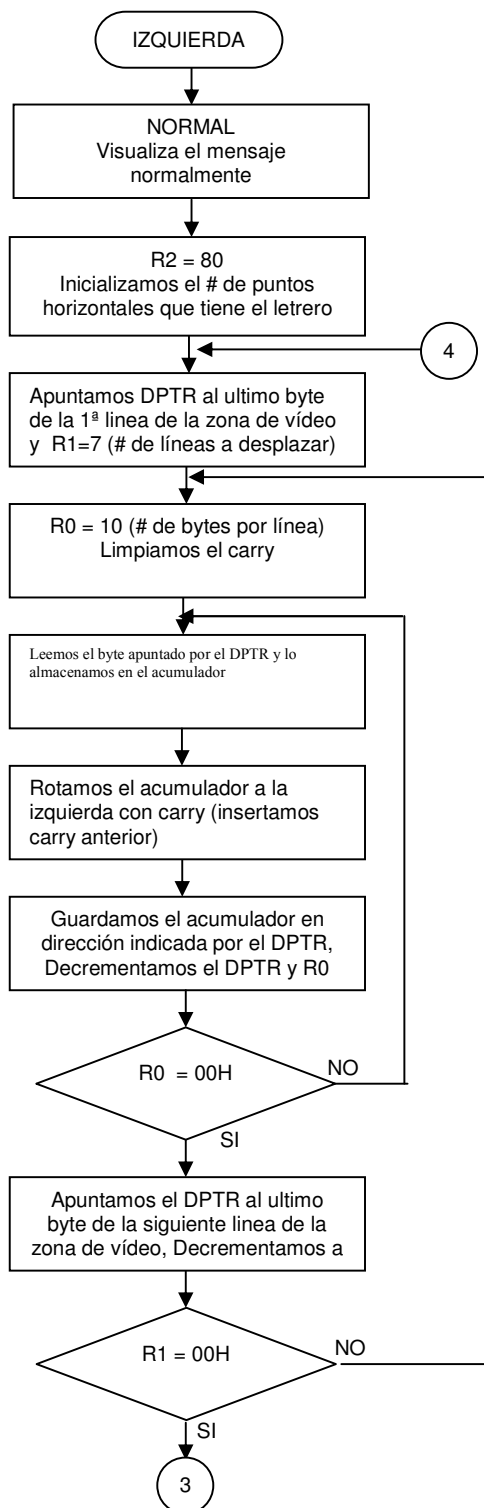 IZQUIERDA
NORMAL
Visualiza el mensaje
normalmente
R2 = 80
Inicializamos el # de puntos
horizontales que tiene el letrero
4
Apuntamos DPTR al ultimo byte
de la 1ª linea de la zona de vídeo
y R1=7 (# de líneas a desplazar)
R0 = 10 (# de bytes por línea)
Limpiamos el carry
Leemos el byte apuntado por el DPTR y lo
almacenamos en el acumulador
Rotamos el acumulador a la
izquierda con carry (insertamos
carry anterior)
Guardamos el acumulador en
dirección indicada por el DPTR,
Decrementamos el DPTR y R0
R0 = 00H
NO
SI
Apuntamos el DPTR al ultimo
byte de la siguiente linea de la
zona de vídeo, Decrementamos a
R1 = 00H
NO
SI
3